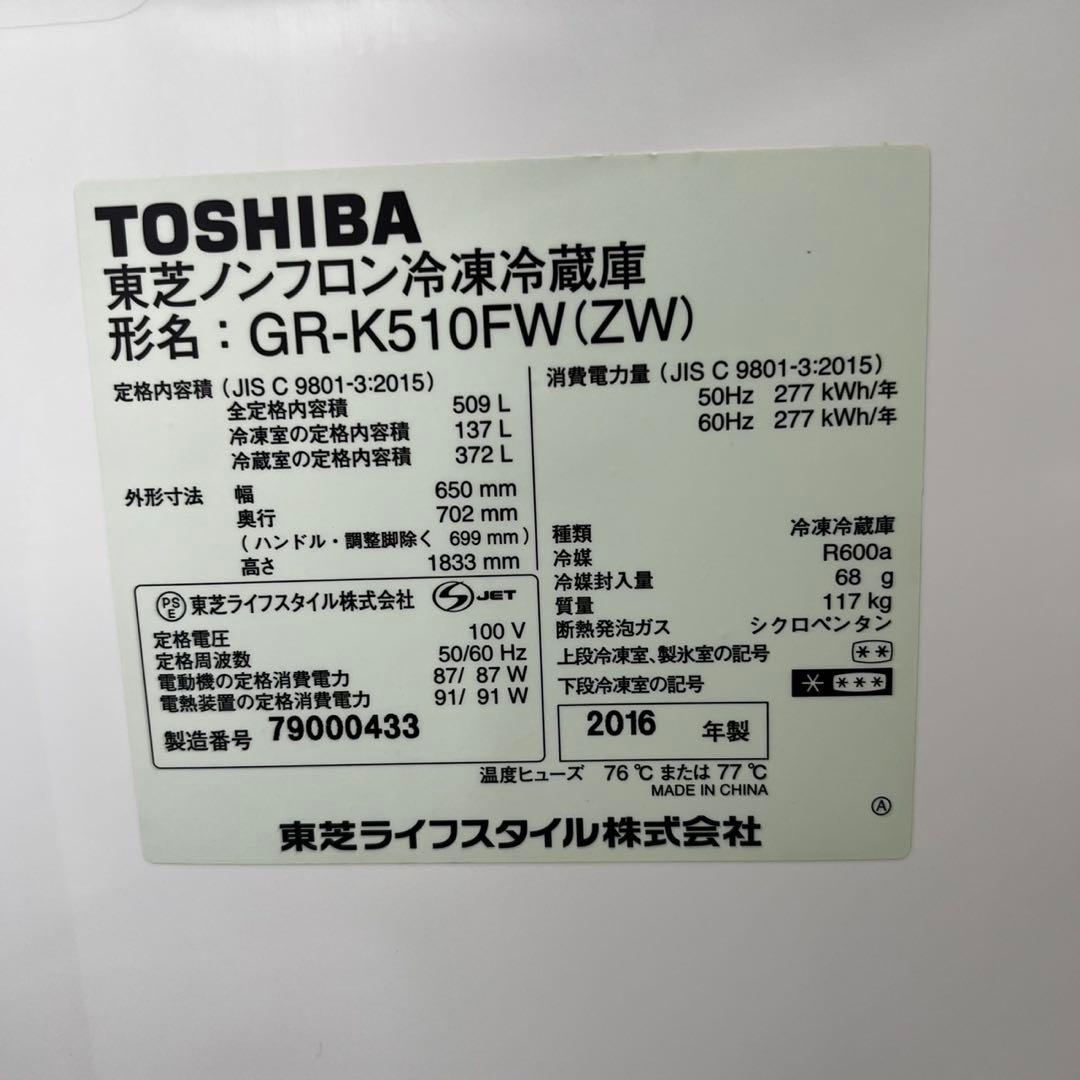 TOSHIBA
東芝ノンフロン冷凍冷蔵庫
形名：GR-K510FW(ZW)
定格内容積 (JIS C 9801-3:2015)
全定格内容積 509 L
冷凍室の定格内容積 137 L
冷蔵室の定格内容積 372 L
外形寸法 幅 650 mm
奥行 702 mm
(ハンドル・調整脚除く 699 mm)
高さ 1833 mm
PSE 東芝ライフスタイル株式会社 S JET
定格電圧 100 V
定格周波数 50/60 Hz
電動機の定格消費電力 87/ 87 W
電熱装置の定格消費電力 91/ 91 W
製造番号 79000433
消費電力量 (JIS C 9801-3:2015)
50Hz 277 kWh/年
60Hz 277 kWh/年
種類 冷凍冷蔵庫
冷媒 R600a
冷媒封入量 68 g
質量 117 kg
断熱発泡ガス シクロペンタン
上段冷凍室、製氷室の記号 **
下段冷凍室の記号 * ***
2016 年製
温度ヒューズ 76 ℃ または 77 ℃
MADE IN CHINA
Ⓐ
東芝ライフスタイル株式会社